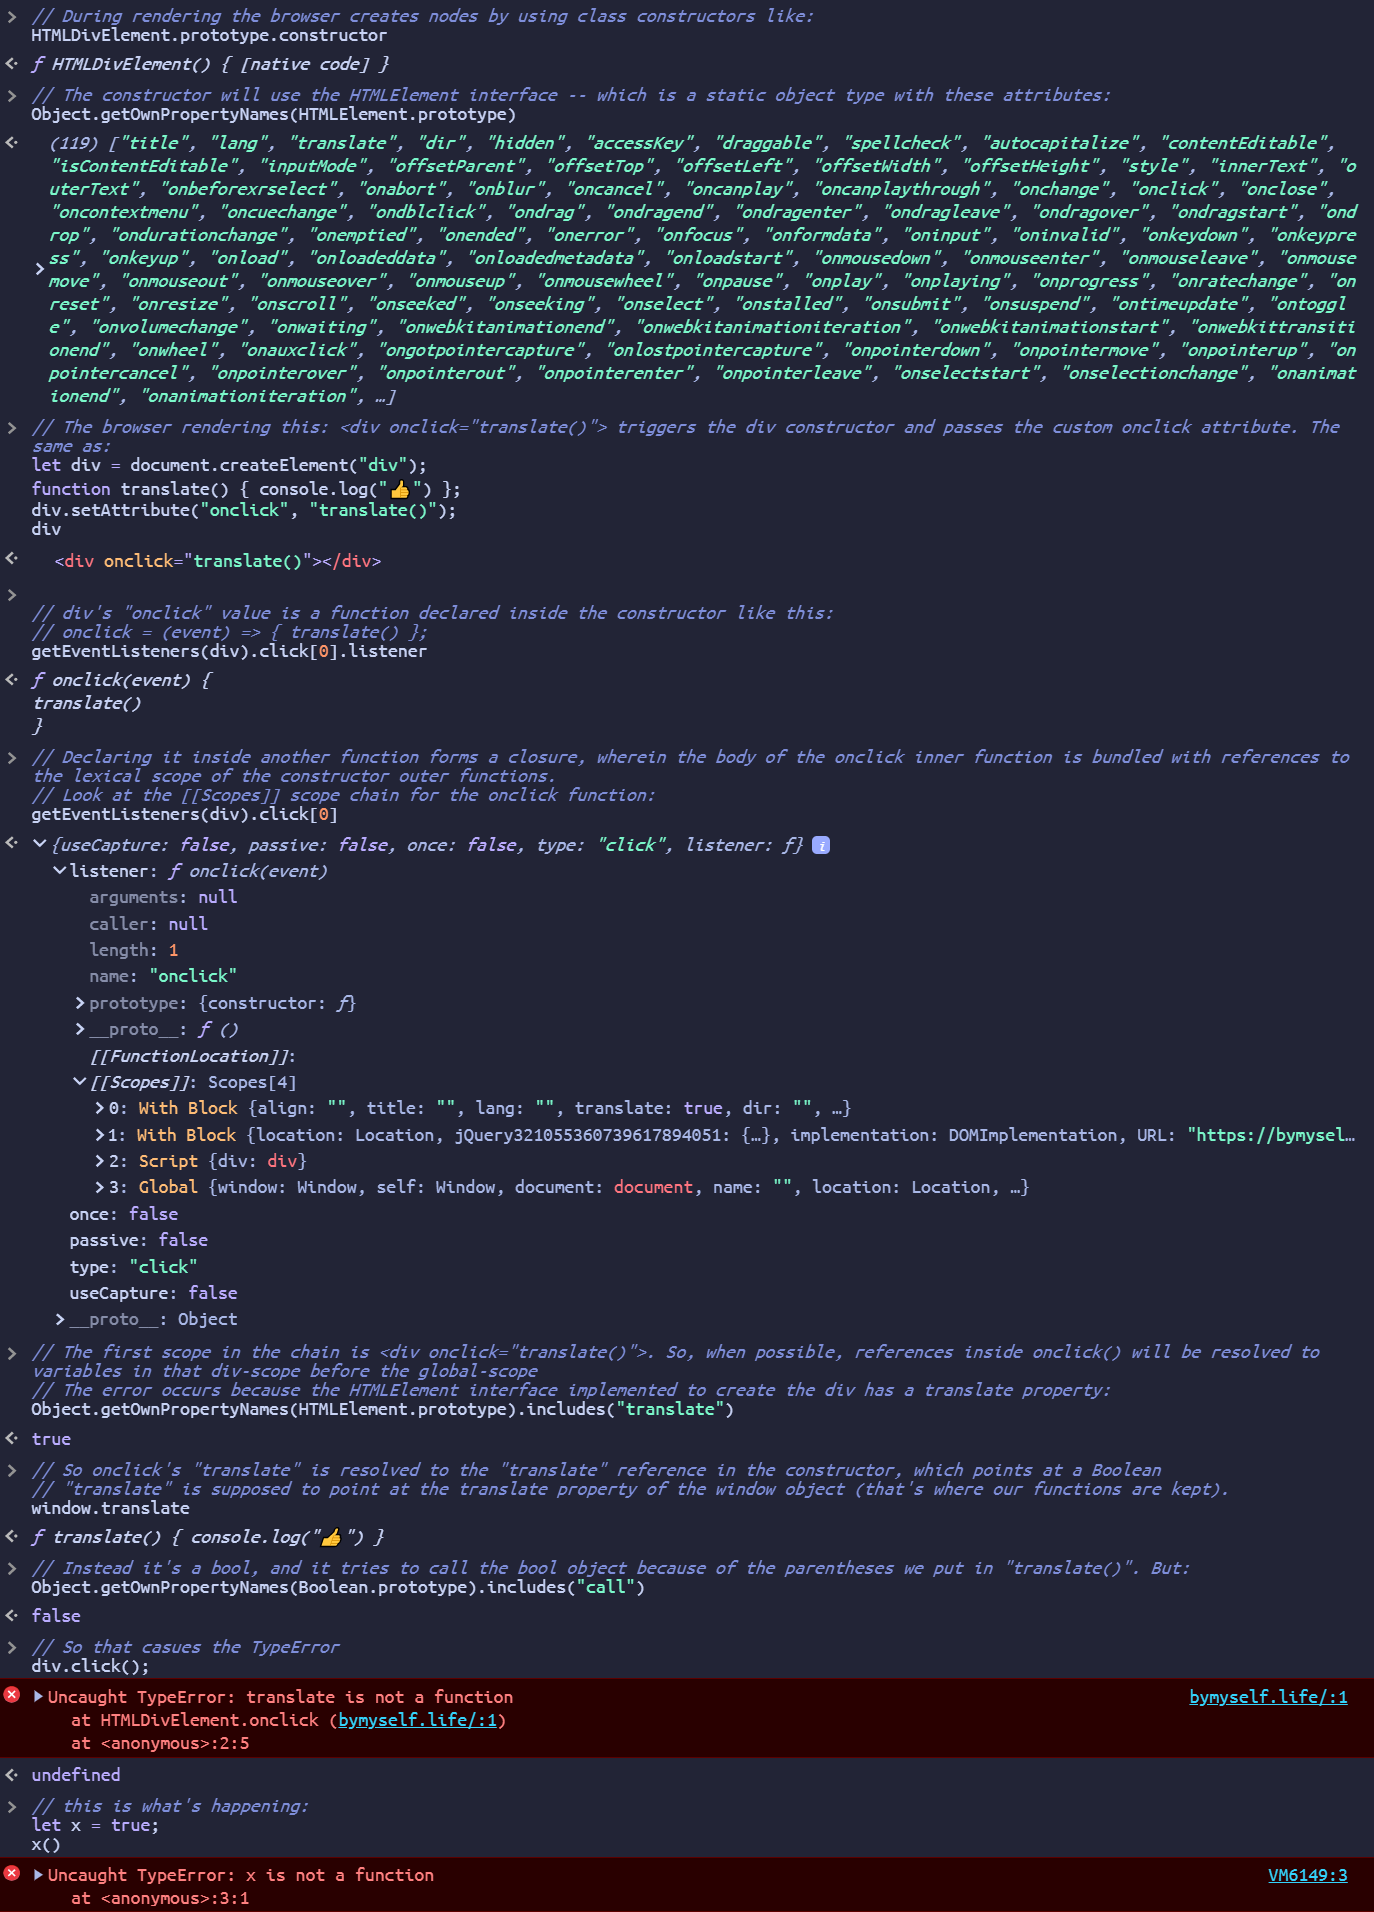 // During rendering the browser creates nodes by using class constructors like:
HTMLDivElement.prototype.constructor
ƒ HTMLDivElement() { [native code] }
// The constructor will use the HTMLElement interface -- which is a static object type with these attributes:
Object.getOwnPropertyNames(HTMLElement.prototype)
(119) ["title", "lang", "translate", "dir", "hidden", "accessKey", "draggable", "spellcheck", "autocapitalize", "contentEditable",
"isContentEditable", "inputMode", "offsetParent", "offsetTop", "offsetLeft", "offsetWidth", "offsetHeight", "style", "innerText", "o
uterText", "onbeforexrselect", "onabort", "onblur", "oncancel", "oncanplay", "oncanplaythrough", "onchange", "onclick", "onclose",
"oncontextmenu", "oncuechange", "ondblclick", "ondrag", "ondragend", "ondragenter", "ondragleave", "ondragover", "ondragstart", "ond
rop", "ondurationchange", "onemptied", "onended", "onerror", "onfocus", "onformdata", "oninput", "oninvalid", "onkeydown", "onkeypre
ss", "onkeyup", "onload", "onloadeddata", "onloadedmetadata", "onloadstart", "onmousedown", "onmouseenter", "onmouseleave", "onmouse
move", "onmouseout", "onmouseover", "onmouseup", "onmousewheel", "onpause", "onplay", "onplaying", "onprogress", "onratechange", "on
reset", "onresize", "onscroll", "onseeked", "onseeking", "onselect", "onstalled", "onsubmit", "onsuspend", "ontimeupdate", "ontoggl
e", "onvolumechange", "onwaiting", "onwebkitanimationend", "onwebkitanimationiteration", "onwebkitanimationstart", "onwebkittransiti
onend", "onwheel", "onauxclick", "ongotpointercapture", "onlostpointercapture", "onpointerdown", "onpointermove", "onpointerup", "on
pointercancel", "onpointerover", "onpointerout", "onpointerenter", "onpointerleave", "onselectstart", "onselectionchange", "onanimat
ionend", "onanimationiteration", …]
// The browser rendering this: <div onclick="translate()"> triggers the div constructor and passes the custom onclick attribute. The
same as:
let div = document.createElement("div");
function translate() { console.log("👍") };
div.setAttribute("onclick", "translate()");
div
<div onclick="translate()"></div>
// div's "onclick" value is a function declared inside the constructor like this:
// onclick = (event) => { translate() };
getEventListeners(div).click[0].listener
ƒ onclick(event) {
translate()
}
// Declaring it inside another function forms a closure, wherein the body of the onclick inner function is bundled with references to
the lexical scope of the constructor outer functions.
// Look at the [[Scopes]] scope chain for the onclick function:
getEventListeners(div).click[0]
{useCapture: false, passive: false, once: false, type: "click", listener: ƒ} i
listener: ƒ onclick(event)
arguments: null
caller: null
length: 1
name: "onclick"
prototype: {constructor: ƒ}
__proto__: ƒ ()
[[FunctionLocation]]:
[[Scopes]]: Scopes[4]
0: With Block {align: "", title: "", lang: "", translate: true, dir: "", …}
1: With Block {location: Location, jQuery321055360739617894051: {…}, implementation: DOMImplementation, URL: "https://bymysel…
2: Script {div: div}
3: Global {window: Window, self: Window, document: document, name: "", location: Location, …}
once: false
passive: false
type: "click"
useCapture: false
__proto__: Object
// The first scope in the chain is <div onclick="translate()">. So, when possible, references inside onclick() will be resolved to
variables in that div-scope before the global-scope
// The error occurs because the HTMLElement interface implemented to create the div has a translate property:
Object.getOwnPropertyNames(HTMLElement.prototype).includes("translate")
true
// So onclick's "translate" is resolved to the "translate" reference in the constructor, which points at a Boolean
// "translate" is supposed to point at the translate property of the window object (that's where our functions are kept).
window.translate
ƒ translate() { console.log("👍") }
// Instead it's a bool, and it tries to call the bool object because of the parentheses we put in "translate()". But:
Object.getOwnPropertyNames(Boolean.prototype).includes("call")
false
// So that casues the TypeError
div.click();
Uncaught TypeError: translate is not a function bymyself.life/:1
at HTMLDivElement.onclick (bymyself.life/:1)
at <anonymous>:2:5
undefined
// this is what's happening:
let x = true;
x()
Uncaught TypeError: x is not a function VM6149:3
at <anonymous>:3:1